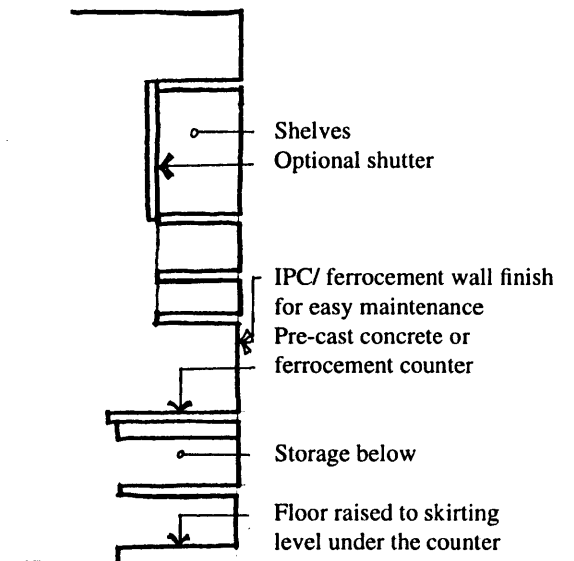 Shelves
Optional shutter
IPC/ ferrocement wall finish
for easy maintenance
Pre-cast concrete or
ferrocement counter
Storage below
Floor raised to skirting
level under the counter